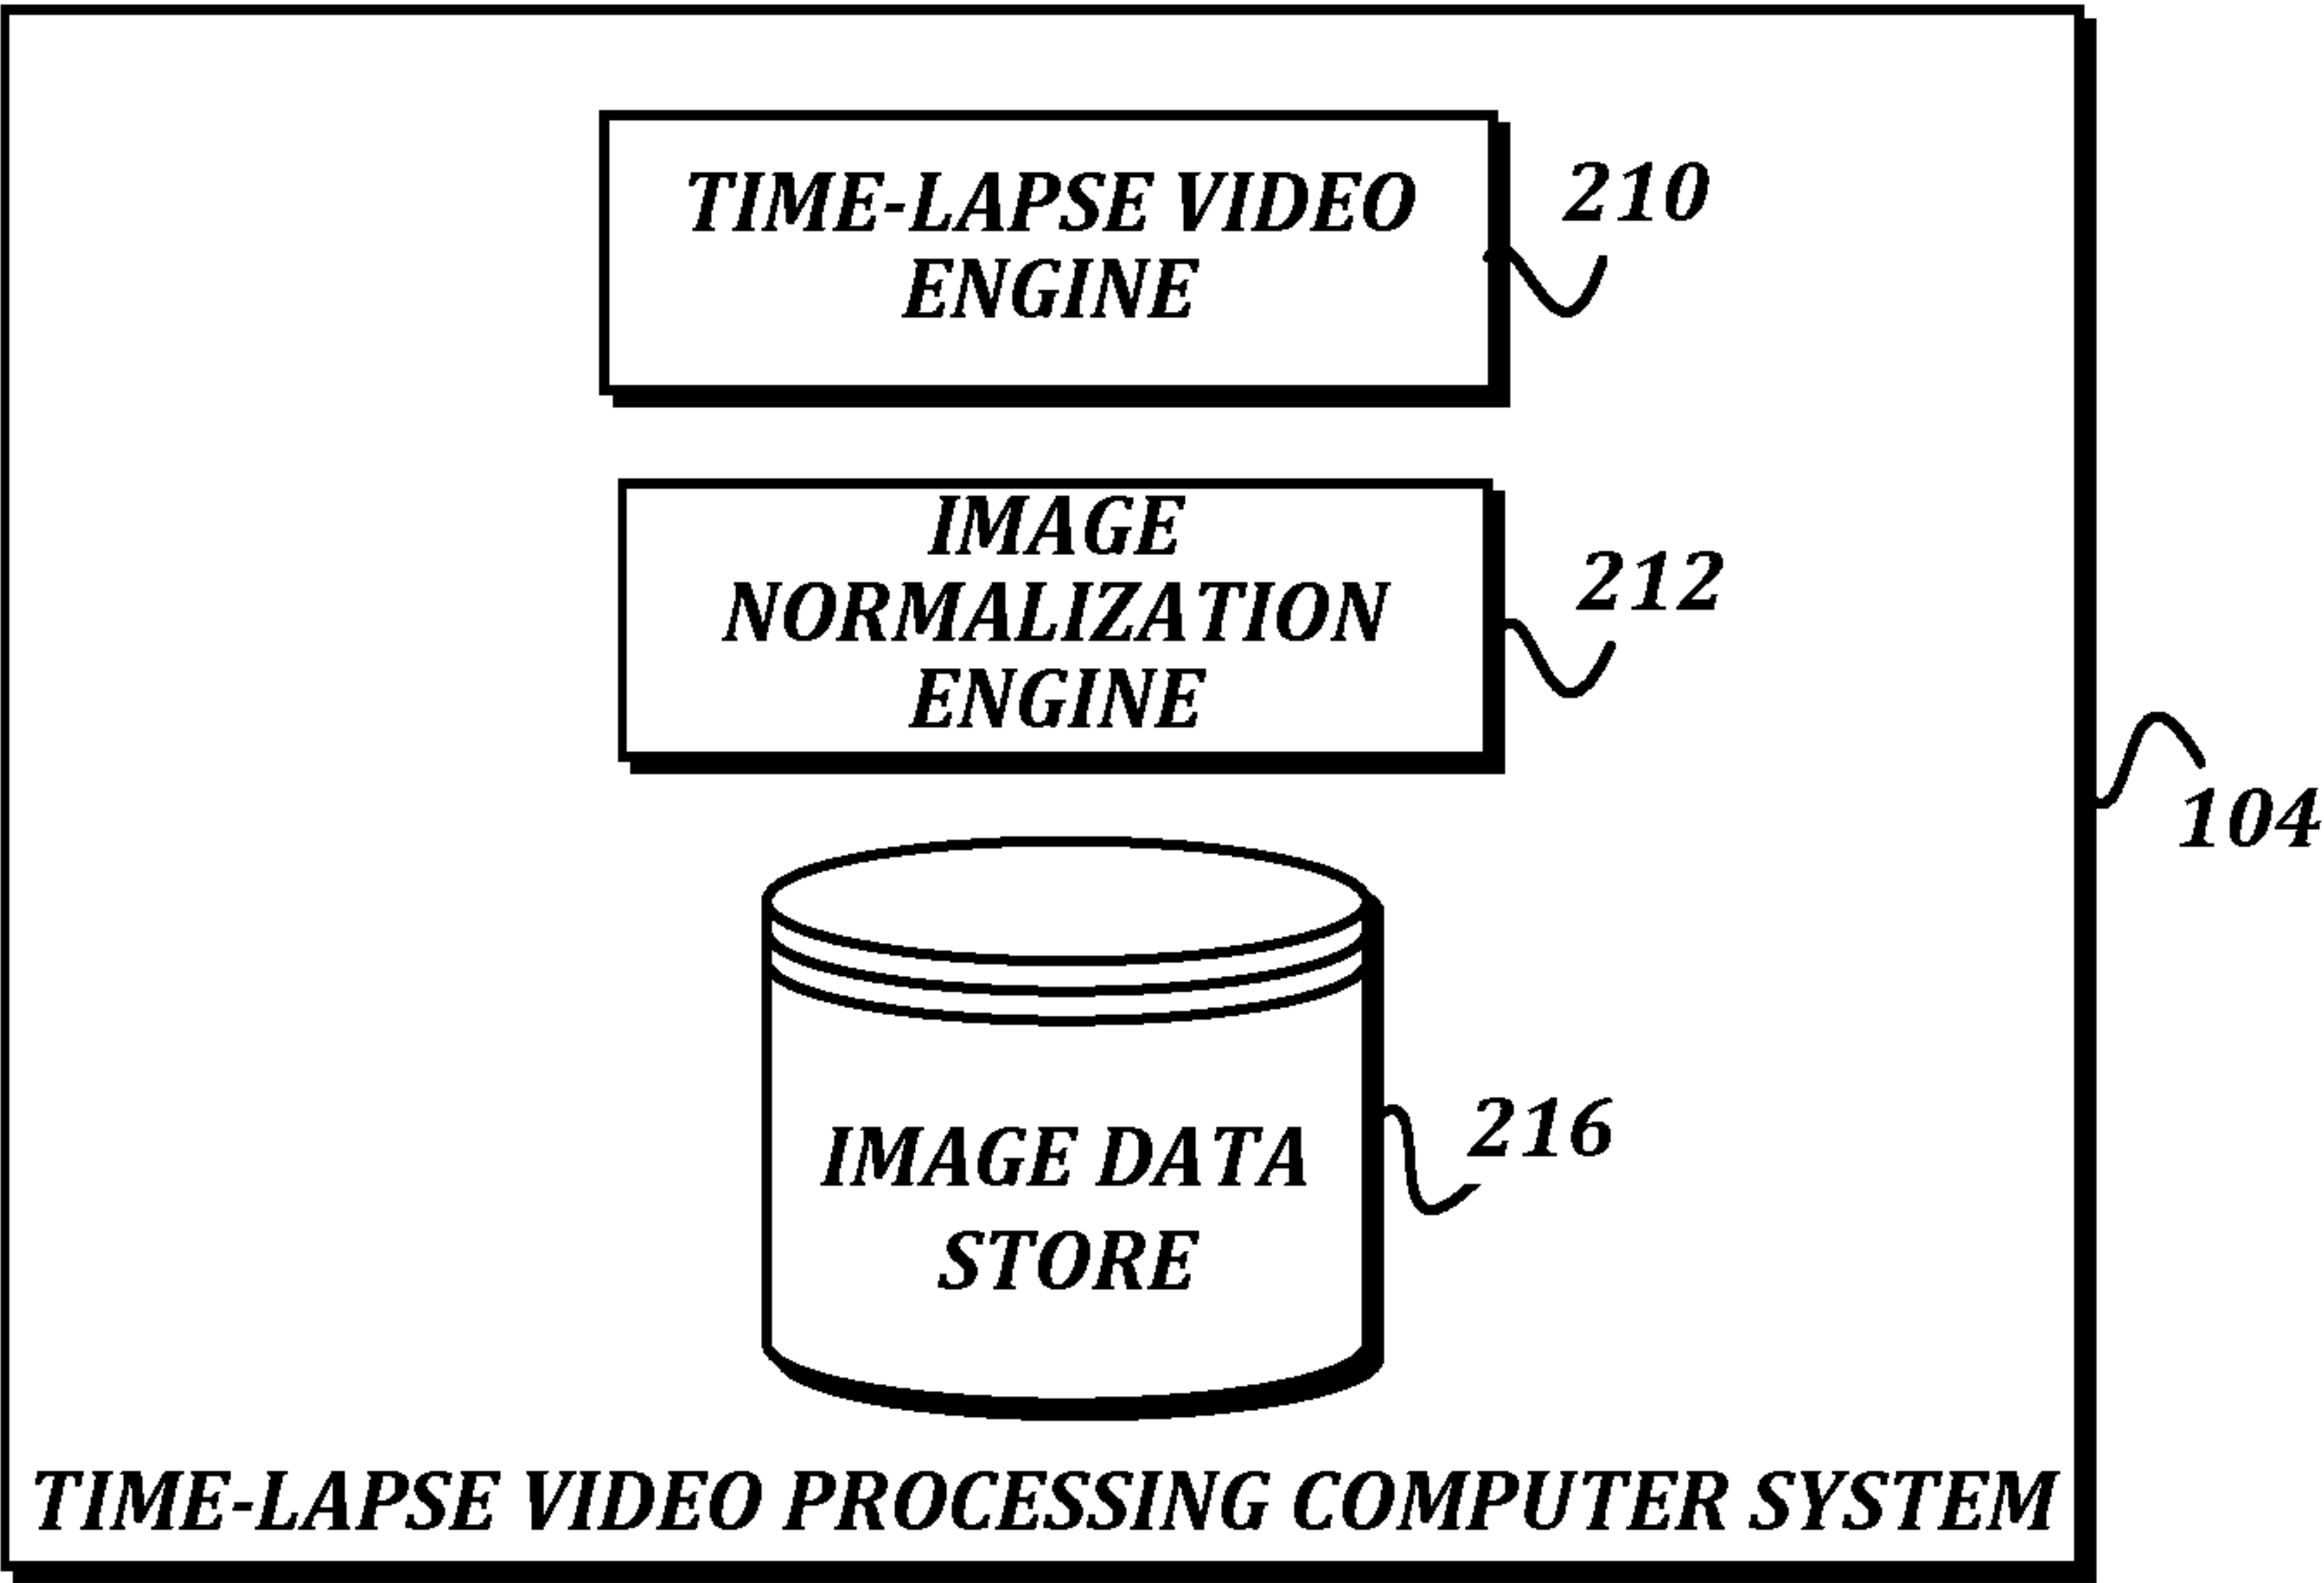 TIME-LAPSE VIDEO
ENGINE
210
IMAGE
NORMALIZATION
ENGINE
212
104
IMAGE DATA
STORE
216
TIME-LAPSE VIDEO PROCESSING COMPUTER SYSTEM